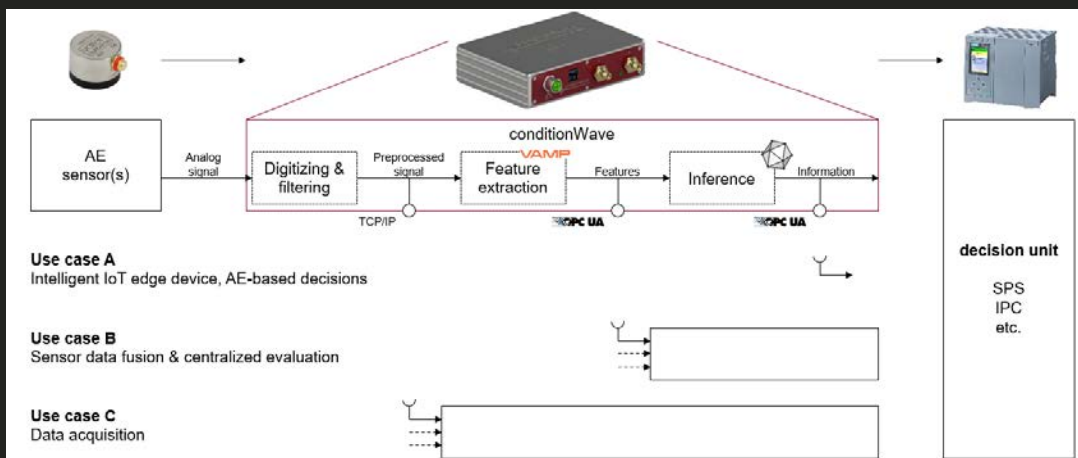 conditionWave
AE
sensor(s)
Analog
signal
Digitizing &
filtering
Preprocessed
signal
VAMP
Feature
extraction
Features
Inference
Information
TCP/IP
OPC UA
OPC UA
Use case A
Intelligent IoT edge device, AE-based decisions
decision unit
SPS
IPC
etc.
Use case B
Sensor data fusion & centralized evaluation
Use case C
Data acquisition